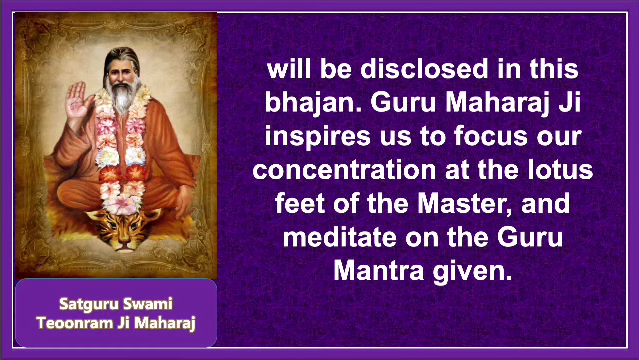 will be disclosed in this
bhajan. Guru Maharaj Ji
inspires us to focus our
concentration at the lotus
feet of the Master, and
meditate on the Guru
Mantra given.
Satguru Swami
Teoonram Ji Maharaj